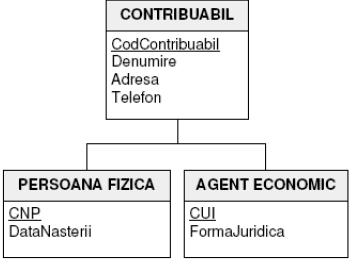 CONTRIBUABIL
CodContribuabil
Denumire
Adresa
Telefon
PERSOANA FIZICA
CNP
DataNasterii
AGENT ECONOMIC
CUI
FormaJuridica